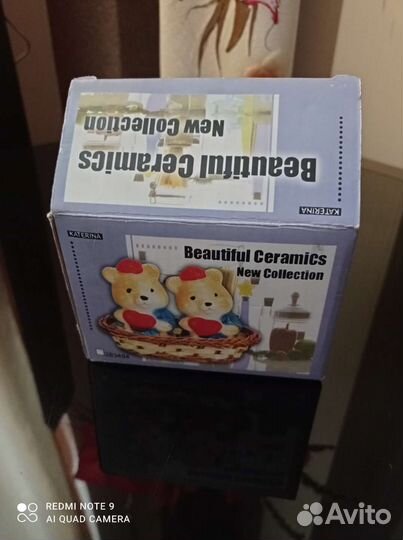 Beautiful Ceramics
New Collection
KATERINA
KATERINA
Beautiful Ceramics
New Collection
REDMI NOTE 9
AI QUAD CAMERA
Avito